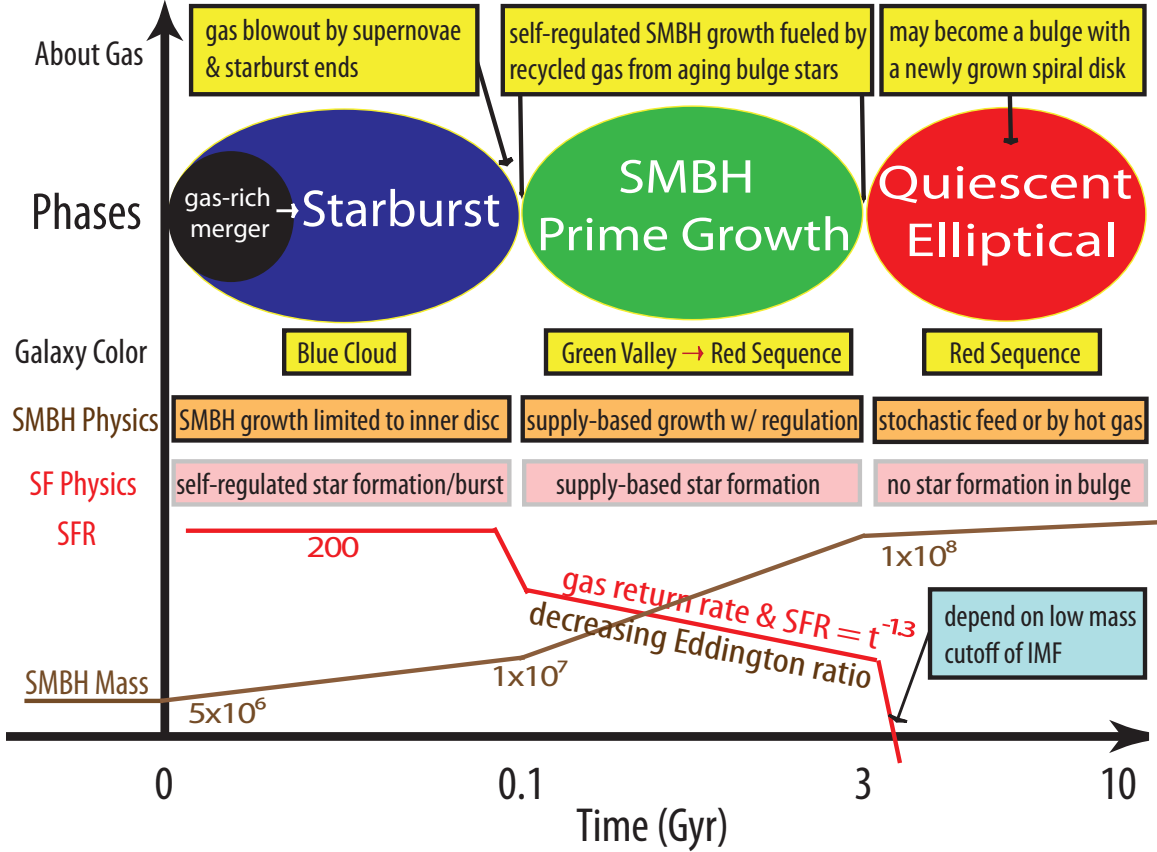 About Gas
gas blowout by supernovae
& starburst ends
self-regulated SMBH growth fueled by
recycled gas from aging bulge stars
may become a bulge with
a newly grown spiral disk
Phases
gas-rich
merger
→ Starburst
SMBH
Prime Growth
Quiescent
Elliptical
Galaxy Color
Blue Cloud
Green Valley → Red Sequence
Red Sequence
SMBH Physics
SMBH growth limited to inner disc
supply-based growth w/ regulation
stochastic feed or by hot gas
SF Physics
self-regulated star formation/burst
supply-based star formation
no star formation in bulge
SFR
200
1x10⁸
gas return rate & SFR = t⁻¹·³
decreasing Eddington ratio
depend on low mass
cutoff of IMF
SMBH Mass
5x10⁶
1x10⁷
0
0.1
3
10
Time (Gyr)